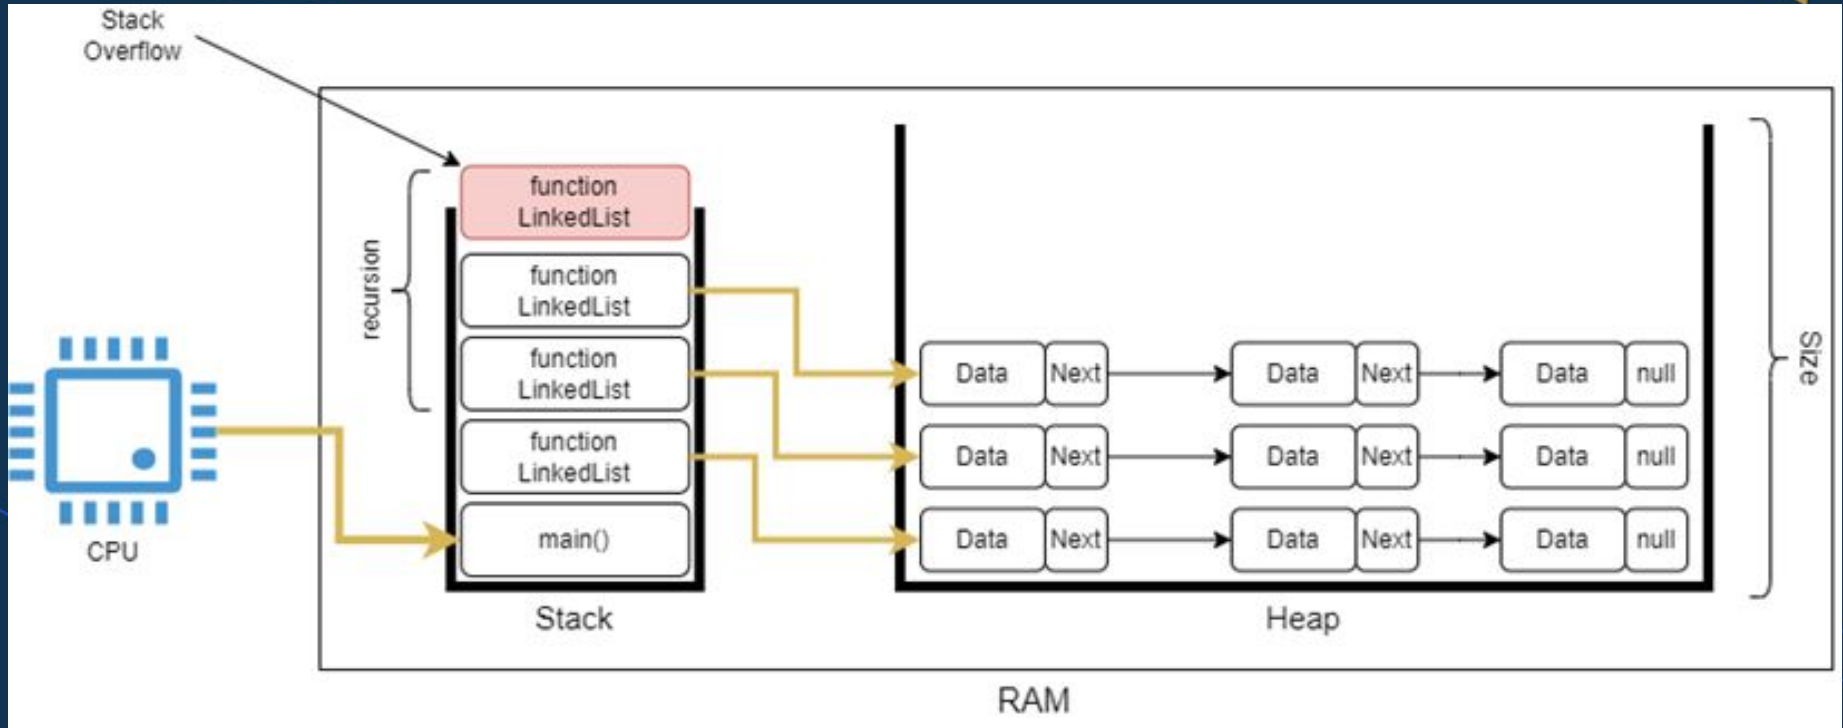 Stack
Overflow
function
LinkedList
function
LinkedList
function
LinkedList
function
LinkedList
main()
recursion
CPU
Stack
Data Next Data Next Data null
Data Next Data Next Data null
Data Next Data Next Data null
Heap
Size
RAM